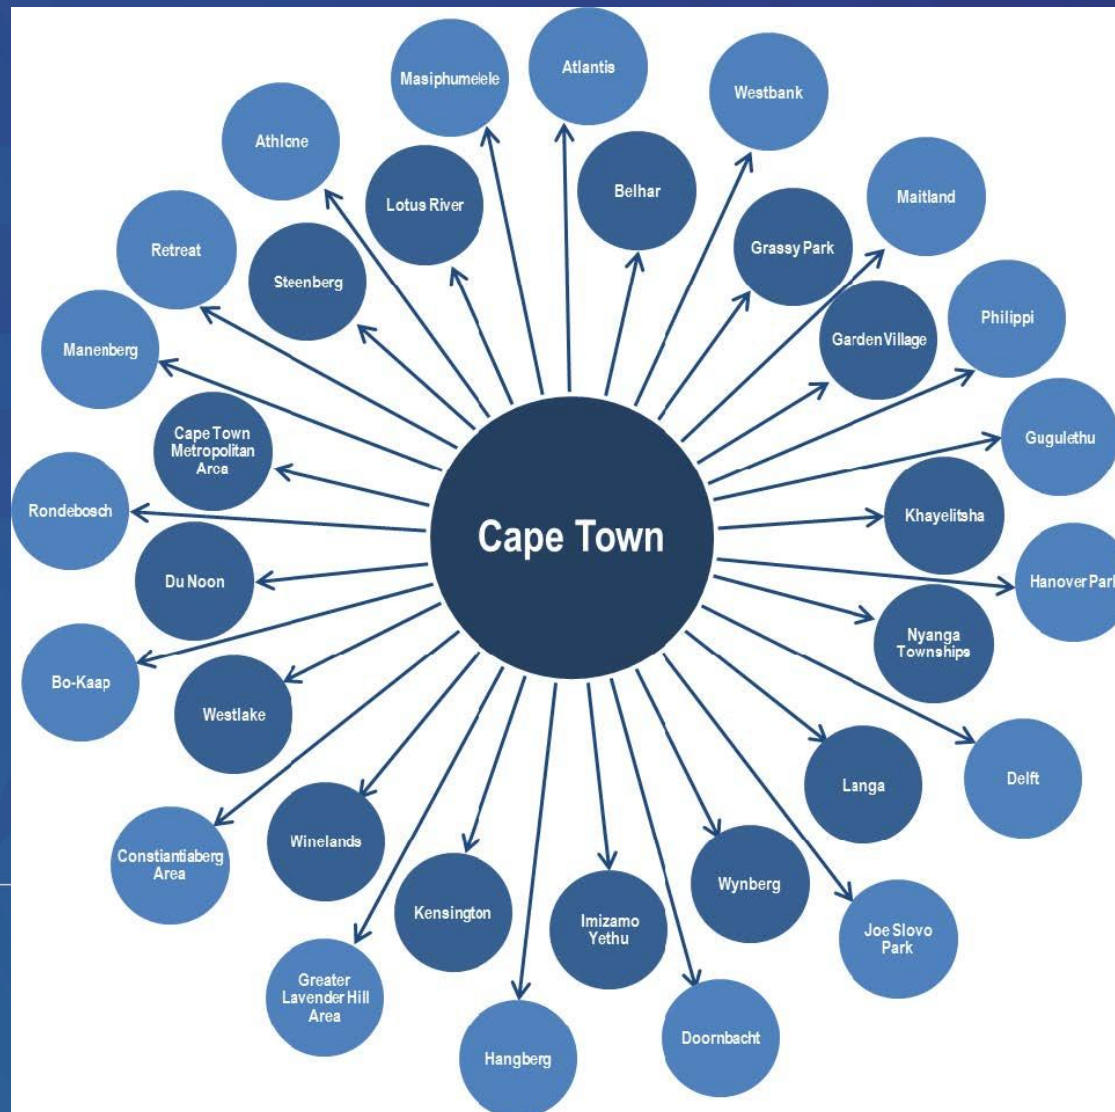 Masiphumelele
Atlantis
Westbank
Athlone
Lotus River
Belhar
Maitland
Retreat
Steenberg
Grassy Park
Manenberg
Garden Village
Philippi
Cape Town
Metropolitan
Area
Gugulethu
Rondebosch
Cape Town
Khayelitsha
Du Noon
Hanover Park
Bo-Kaap
Westlake
Nyanga
Townships
Langa
Delft
Constiantiaberg
Area
Winelands
Kensington
Imizamo
Yethu
Wynberg
Joe Slovo
Park
Greater
Lavender Hill
Area
Hangberg
Doornbacht